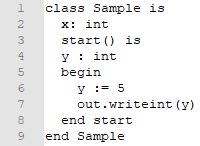 1 class Sample is
2   x: int
3   start() is
4   y : int
5   begin
6     y := 5
7     out.writeint(y)
8   end start
9 end Sample